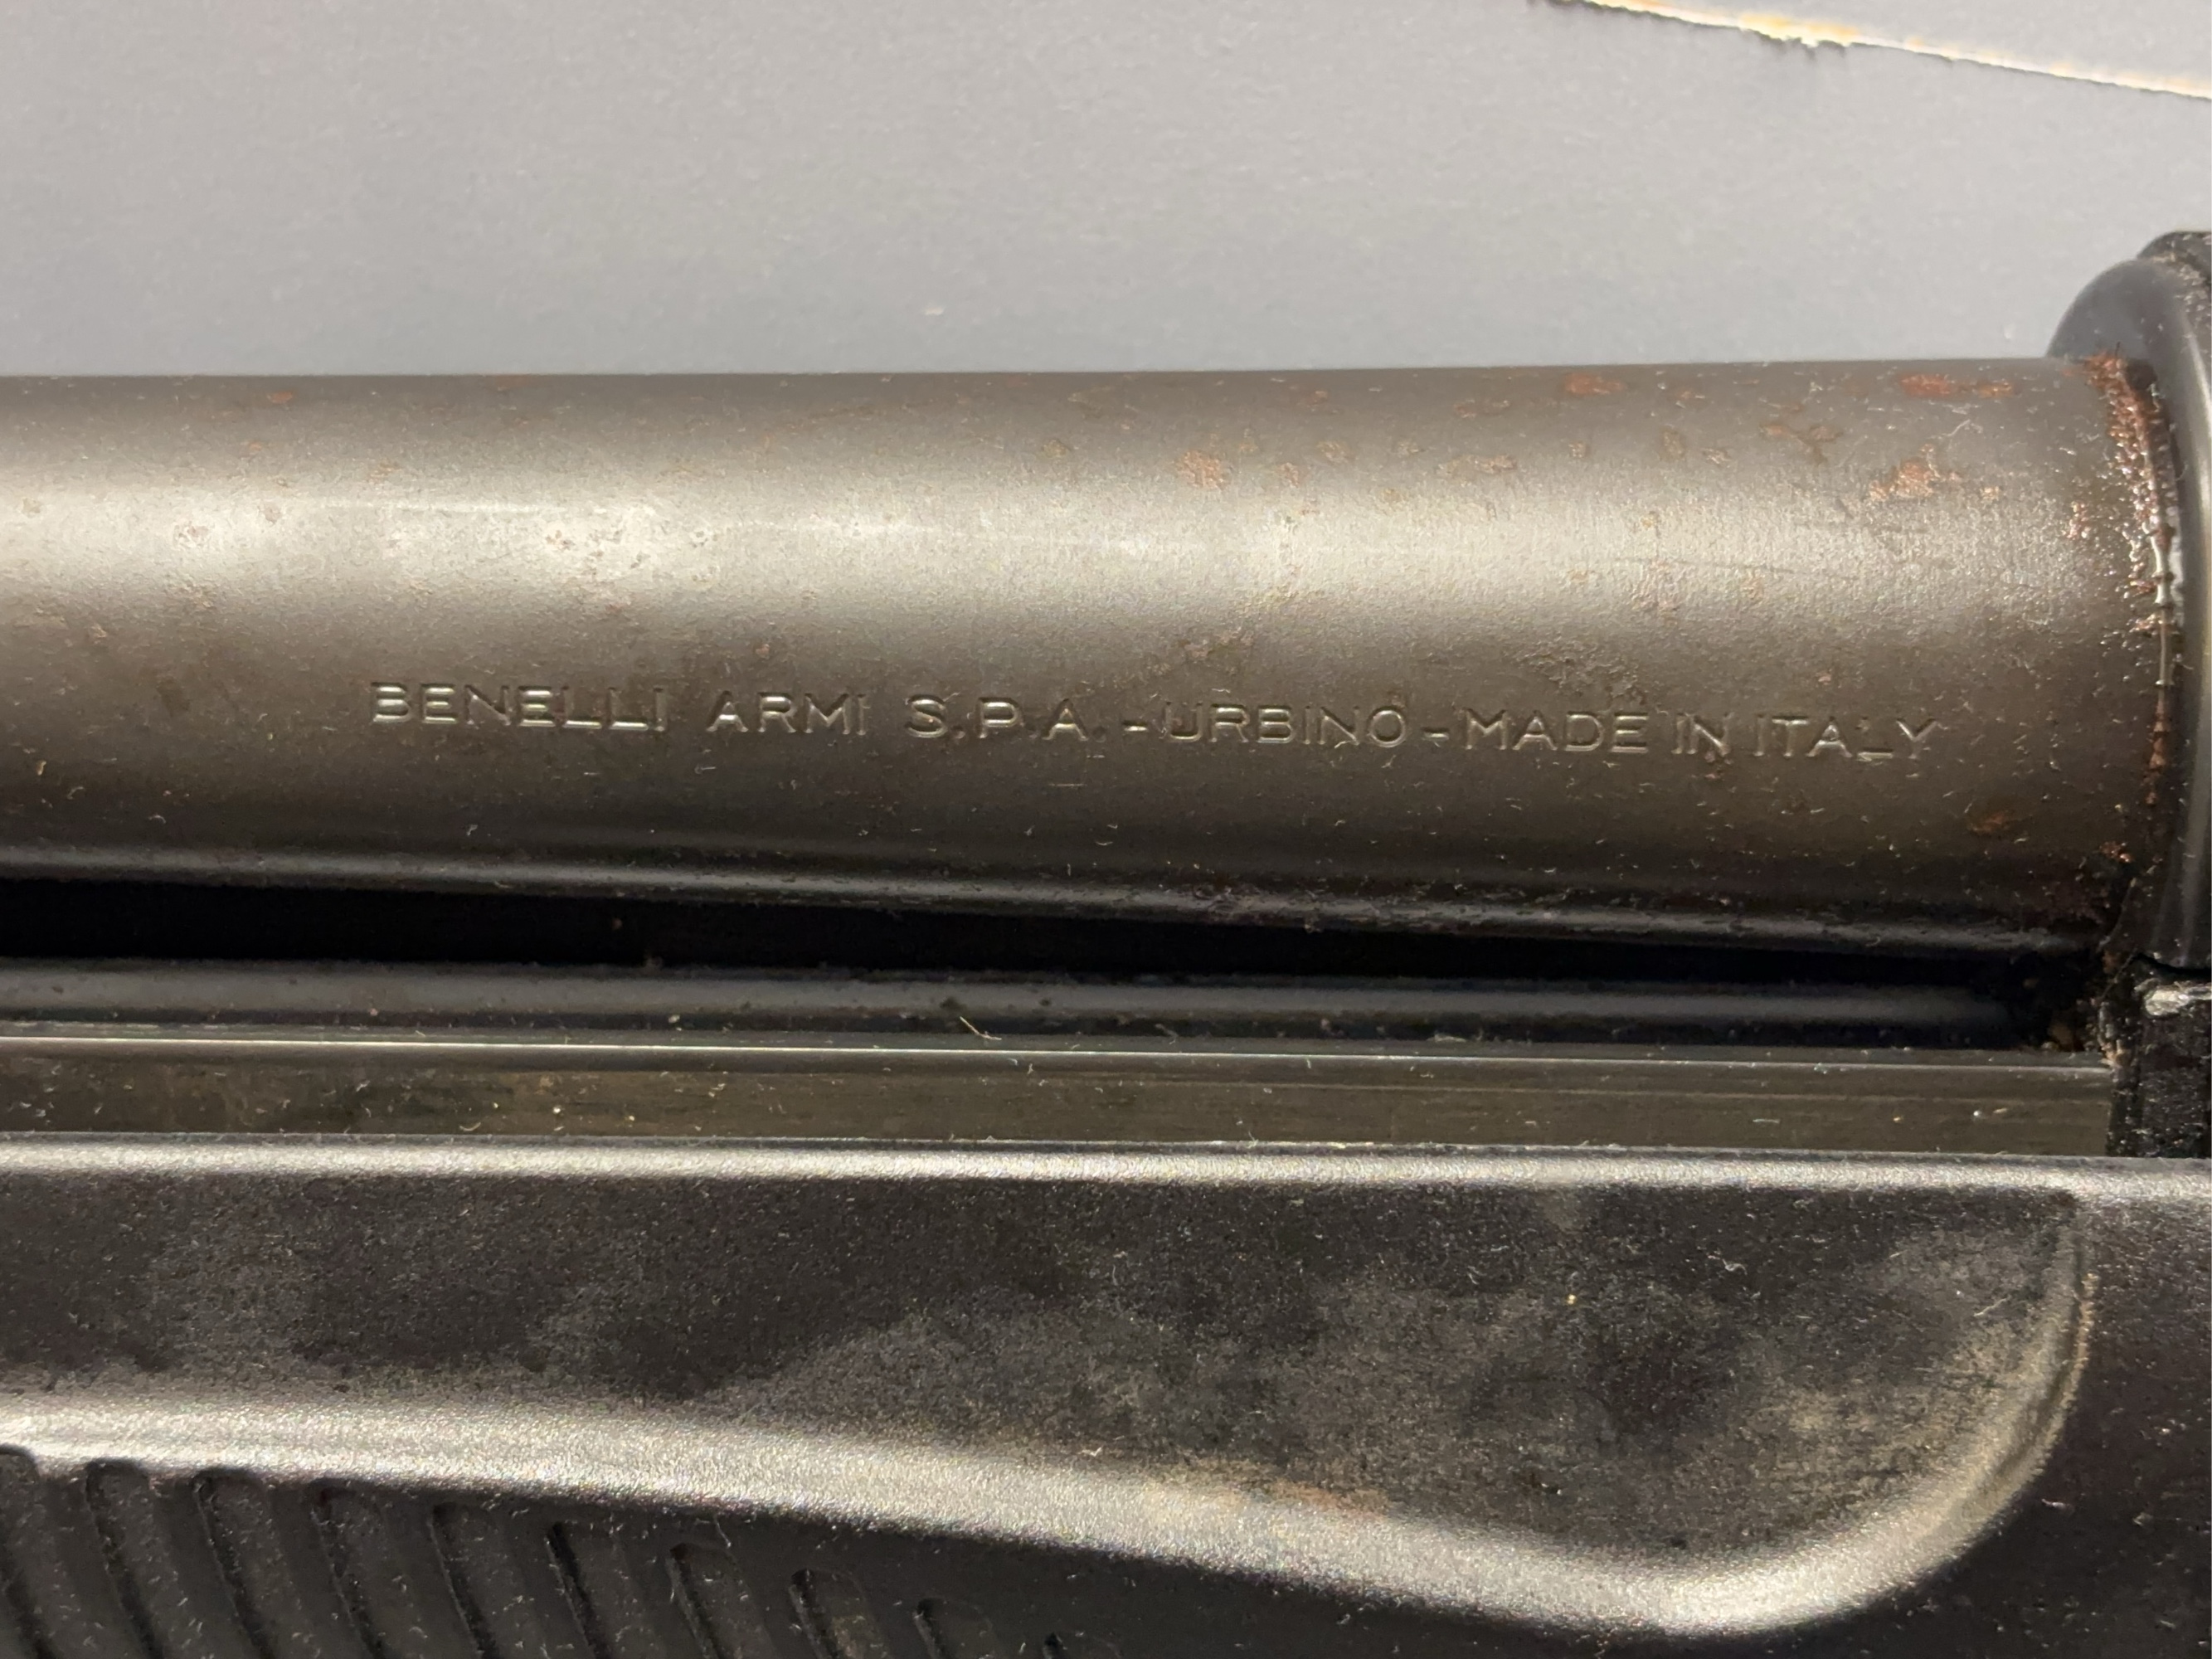 BENELLI ARMI S.P.A. - URBINO - MADE IN ITALY